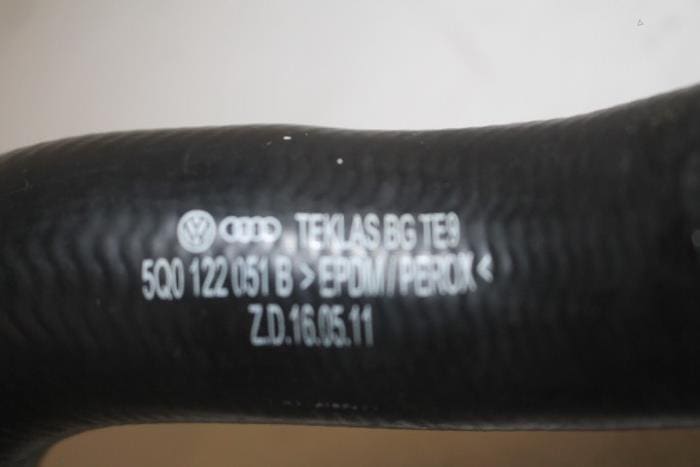 TEKLAS BG TE9
5Q0 122 051 B >EPDM/PEROX<
Z.D.16.05.11